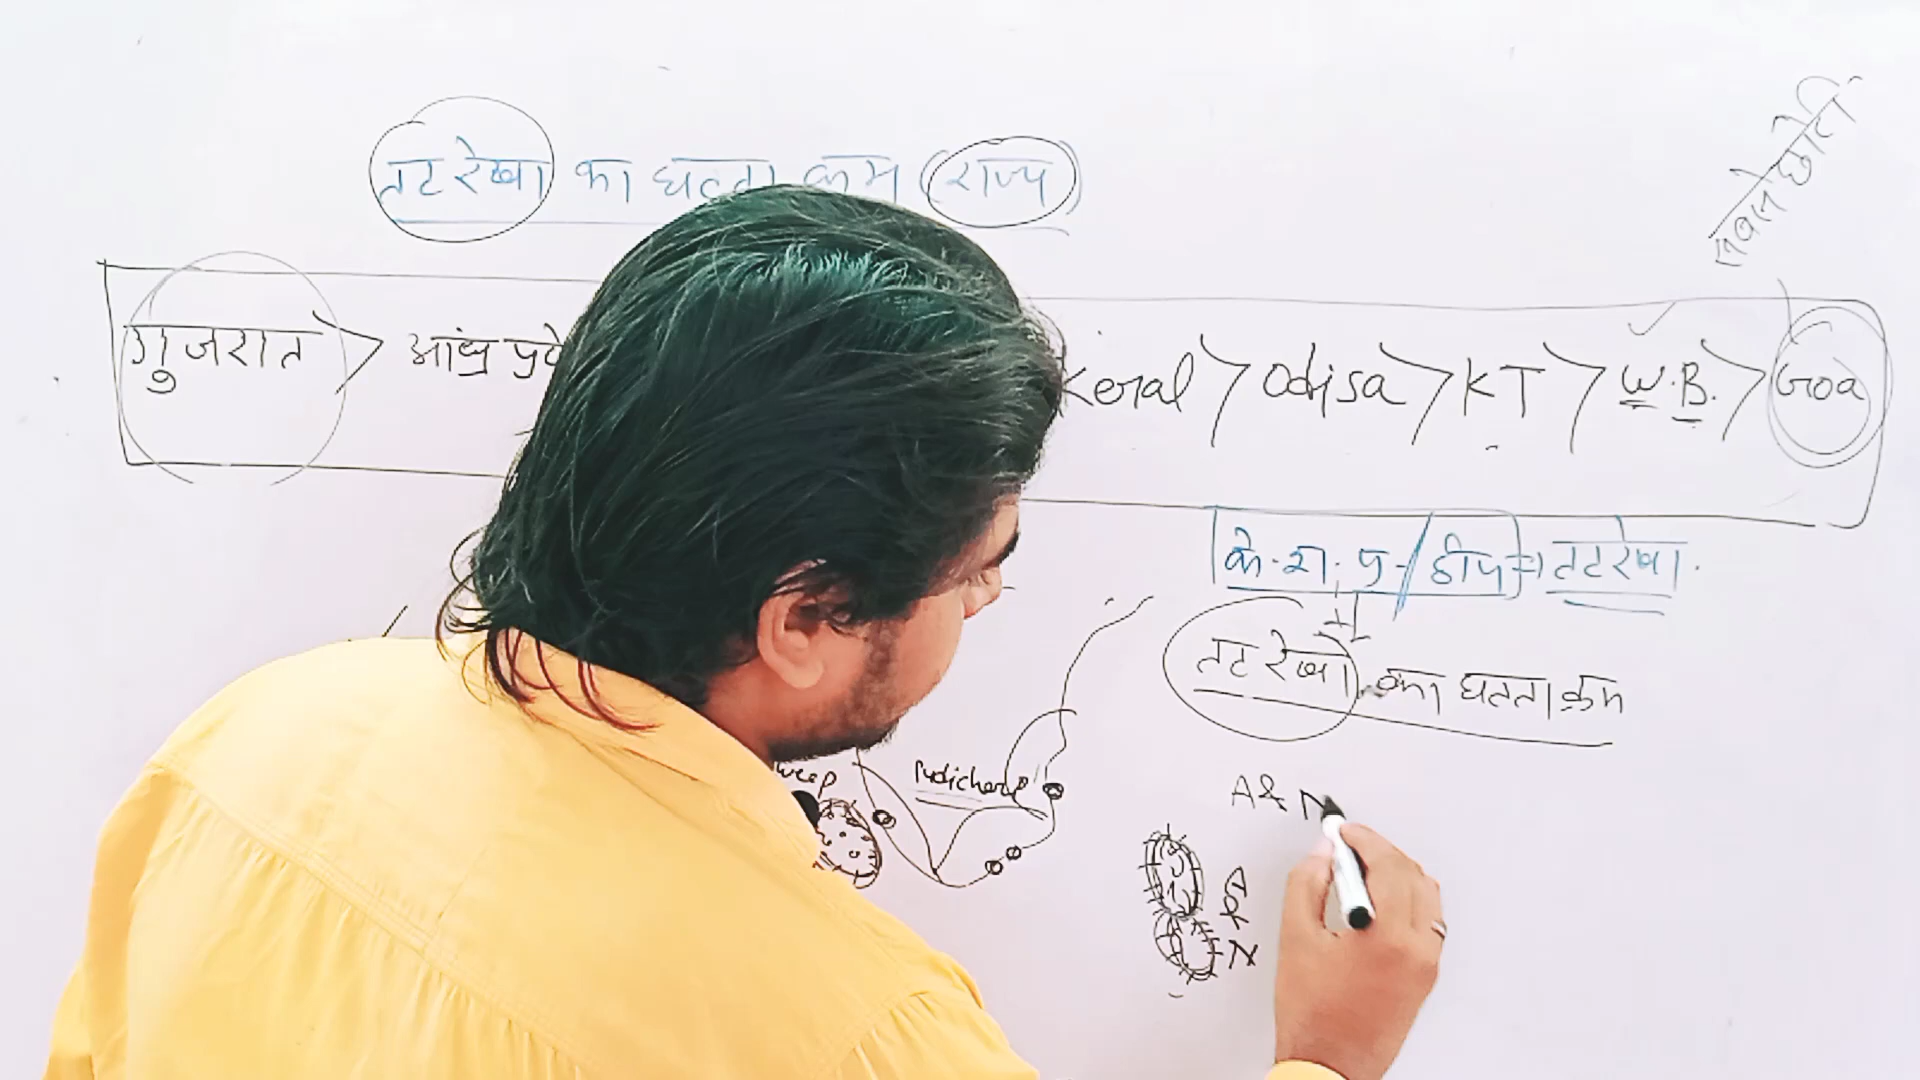 तट रेखा का घटता क्रम (राज्य)
सबसे छोटी
गुजरात > आंध्र प्रदे Keral > Odisa > KT > W.B. > Goa
के. शा. प्र. / द्वीप → तटरेखा.
तट रेखा का घटता क्रम
Pudicherry
A & N
A & N